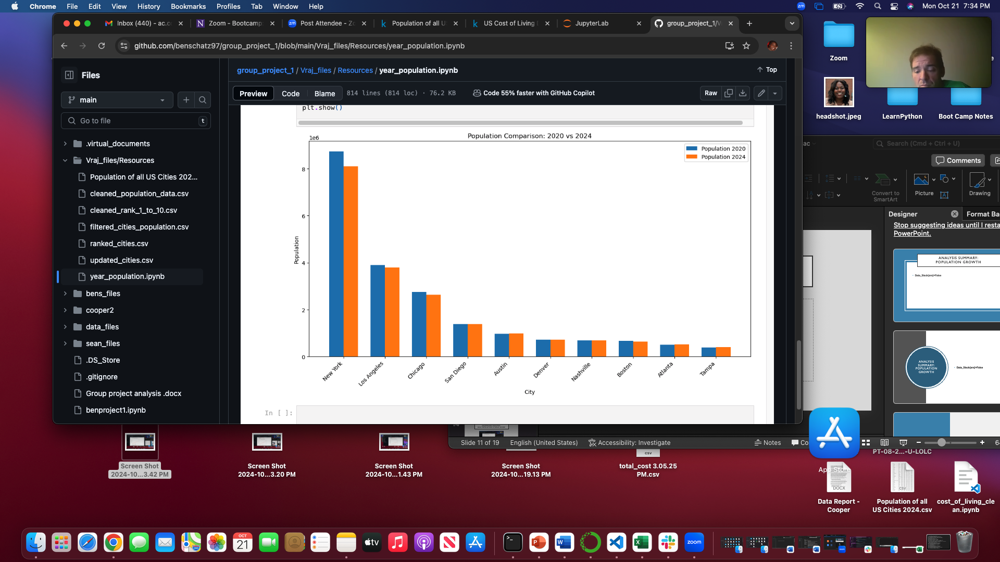 Chrome File Edit View History Bookmarks Profiles Tab Window Help
zm
Mon Oct 21 7:34 PM
Inbox (440) - ac.c
Zoom - Bootcamp
Post Attendee - Zo
Population of all U
US Cost of Living D
JupyterLab
group_project_1/V
github.com/benschatz97/group_project_1/blob/main/Vraj_files/Resources/year_population.ipynb
Files
main
Go to file
t
.virtual_documents
Vraj_files/Resources
Population of all US Cities 202...
cleaned_population_data.csv
cleaned_rank_1_to_10.csv
filtered_cities_population.csv
ranked_cities.csv
updated_cities.csv
year_population.ipynb
bens_files
cooper2
data_files
sean_files
.DS_Store
.gitignore
Group project analysis .docx
benproject1.ipynb
group_project_1 / Vraj_files / Resources / year_population.ipynb
Top
Preview Code Blame
814 lines (814 loc) · 76.2 KB
Code 55% faster with GitHub Copilot
Raw
plt.show()
Population Comparison: 2020 vs 2024
1e6
Population 2020
Population 2024
8
6
4
2
0
Population
New York
Los Angeles
Chicago
San Diego
Austin
Denver
Nashville
Boston
Atlanta
Tampa
City
In [ ]:
Zoom
headshot.jpeg
LearnPython
Boot Camp Notes
ac
Search (Cmd + Ctrl + U)
Comments
Convert to
SmartArt
Picture
Drawing
Designer
Format Ba
Stop suggesting ideas until I resta
PowerPoint.
ANALYSIS SUMMARY:
POPULATION GROWTH
Data_Slack[ens]=False
ANALYSIS
SUMMARY:
POPULATION
GROWTH
Slide 11 of 19
English (United States)
Accessibility: Investigate
Notes
Co
PT-08-2...-U-LOLC
App Store
Screen Shot
2024-10...3.42 PM
Screen Shot
2024-10...3.20 PM
Screen Shot
2024-10...1.43 PM
Screen Shot
2024-10...19.13 PM
csv
total_cost 3.05.25
PM.csv
DOCX
Data Report -
Cooper
CSV
Population of all
US Cities 2024.csv
cost_of_living_cle
an.ipynb
OCT
21
tv
zoom